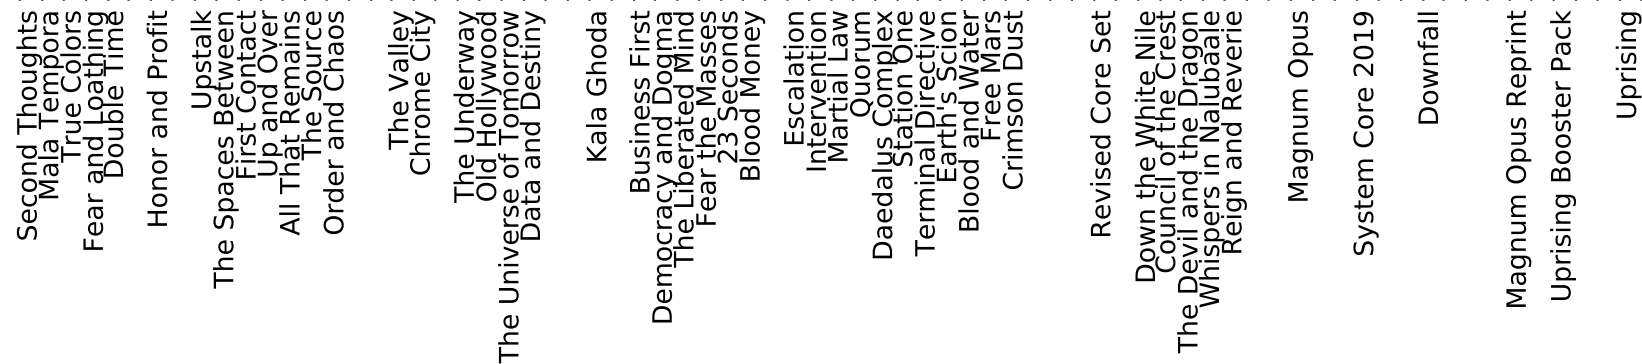 Second Thoughts
Mala Tempora
True Colors
Fear and Loathing
Double Time
Honor and Profit
Upstalk
The Spaces Between
First Contact
Up and Over
All That Remains
The Source
Order and Chaos
The Valley
Chrome City
The Underway
Old Hollywood
The Universe of Tomorrow
Data and Destiny
Kala Ghoda
Business First
Democracy and Dogma
The Liberated Mind
Fear the Masses
23 Seconds
Blood Money
Escalation
Intervention
Martial Law
Quorum
Daedalus Complex
Station One
Terminal Directive
Earth's Scion
Blood and Water
Free Mars
Crimson Dust
Revised Core Set
Down the White Nile
Council of the Crest
The Devil and the Dragon
Whispers in Nalubaale
Reign and Reverie
Magnum Opus
System Core 2019
Downfall
Magnum Opus Reprint
Uprising Booster Pack
Uprising